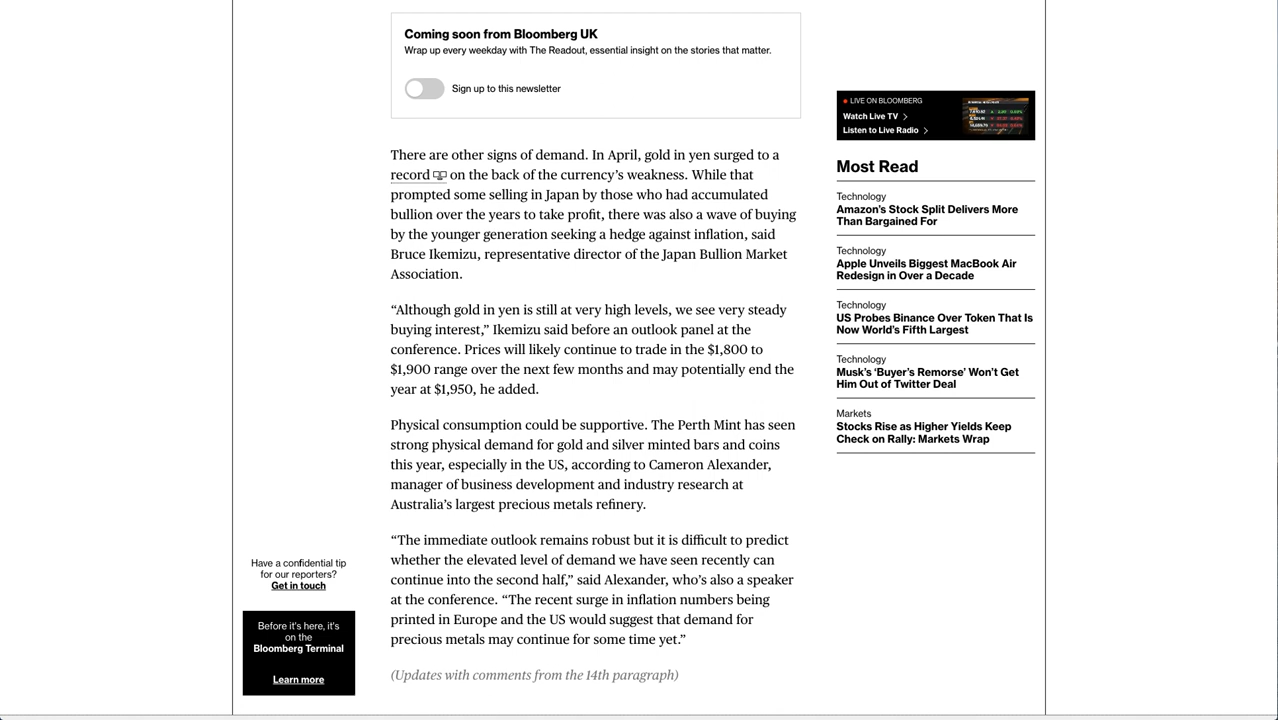 Coming soon from Bloomberg UK
Wrap up every weekday with The Readout, essential insight on the stories that matter.
Sign up to this newsletter
There are other signs of demand. In April, gold in yen surged to a
record on the back of the currency’s weakness. While that
prompted some selling in Japan by those who had accumulated
bullion over the years to take profit, there was also a wave of buying
by the younger generation seeking a hedge against inflation, said
Bruce Ikemizu, representative director of the Japan Bullion Market
Association.
“Although gold in yen is still at very high levels, we see very steady
buying interest,” Ikemizu said before an outlook panel at the
conference. Prices will likely continue to trade in the $1,800 to
$1,900 range over the next few months and may potentially end the
year at $1,950, he added.
Physical consumption could be supportive. The Perth Mint has seen
strong physical demand for gold and silver minted bars and coins
this year, especially in the US, according to Cameron Alexander,
manager of business development and industry research at
Australia’s largest precious metals refinery.
“The immediate outlook remains robust but it is difficult to predict
whether the elevated level of demand we have seen recently can
continue into the second half,” said Alexander, who’s also a speaker
at the conference. “The recent surge in inflation numbers being
printed in Europe and the US would suggest that demand for
precious metals may continue for some time yet.”
(Updates with comments from the 14th paragraph)
Have a confidential tip
for our reporters?
Get in touch
Before it's here, it's
on the
Bloomberg Terminal
Learn more
LIVE ON BLOOMBERG
Watch Live TV
Listen to Live Radio
Most Read
Technology
Amazon’s Stock Split Delivers More
Than Bargained For
Technology
Apple Unveils Biggest MacBook Air
Redesign in Over a Decade
Technology
US Probes Binance Over Token That Is
Now World’s Fifth Largest
Technology
Musk’s ‘Buyer’s Remorse’ Won’t Get
Him Out of Twitter Deal
Markets
Stocks Rise as Higher Yields Keep
Check on Rally: Markets Wrap